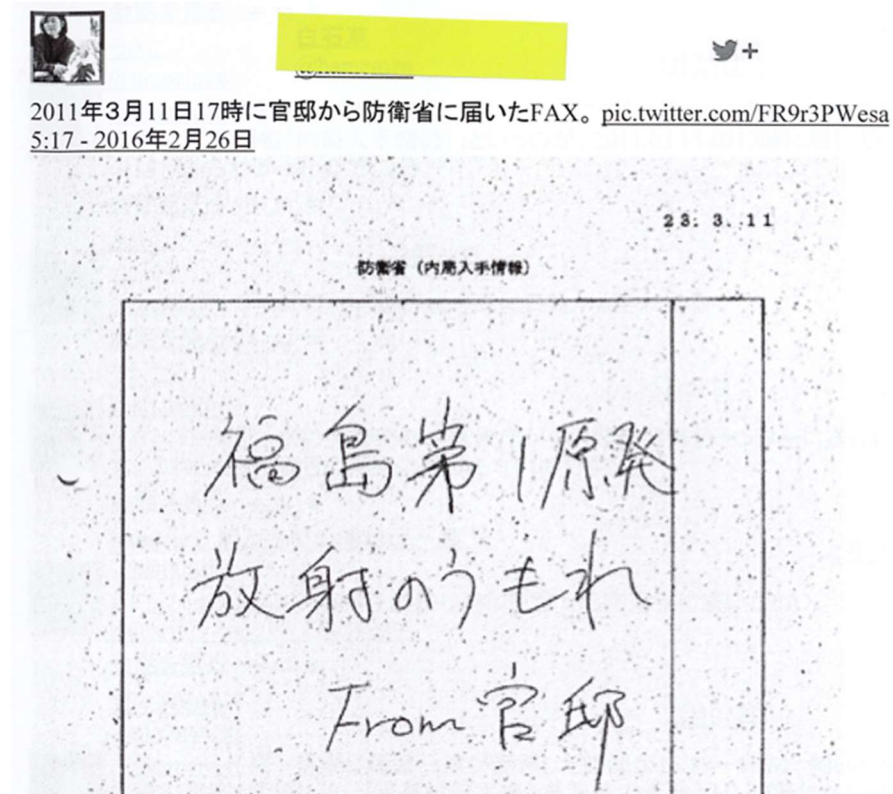 2011年3月11日17時に官邸から防衛省に届いたFAX。 pic.twitter.com/FR9r3PWesa
5:17 - 2016年2月26日
23. 3. 11
防衛省 (内局入手情報)
福島第1原発
放射のうもれ
From 官邸